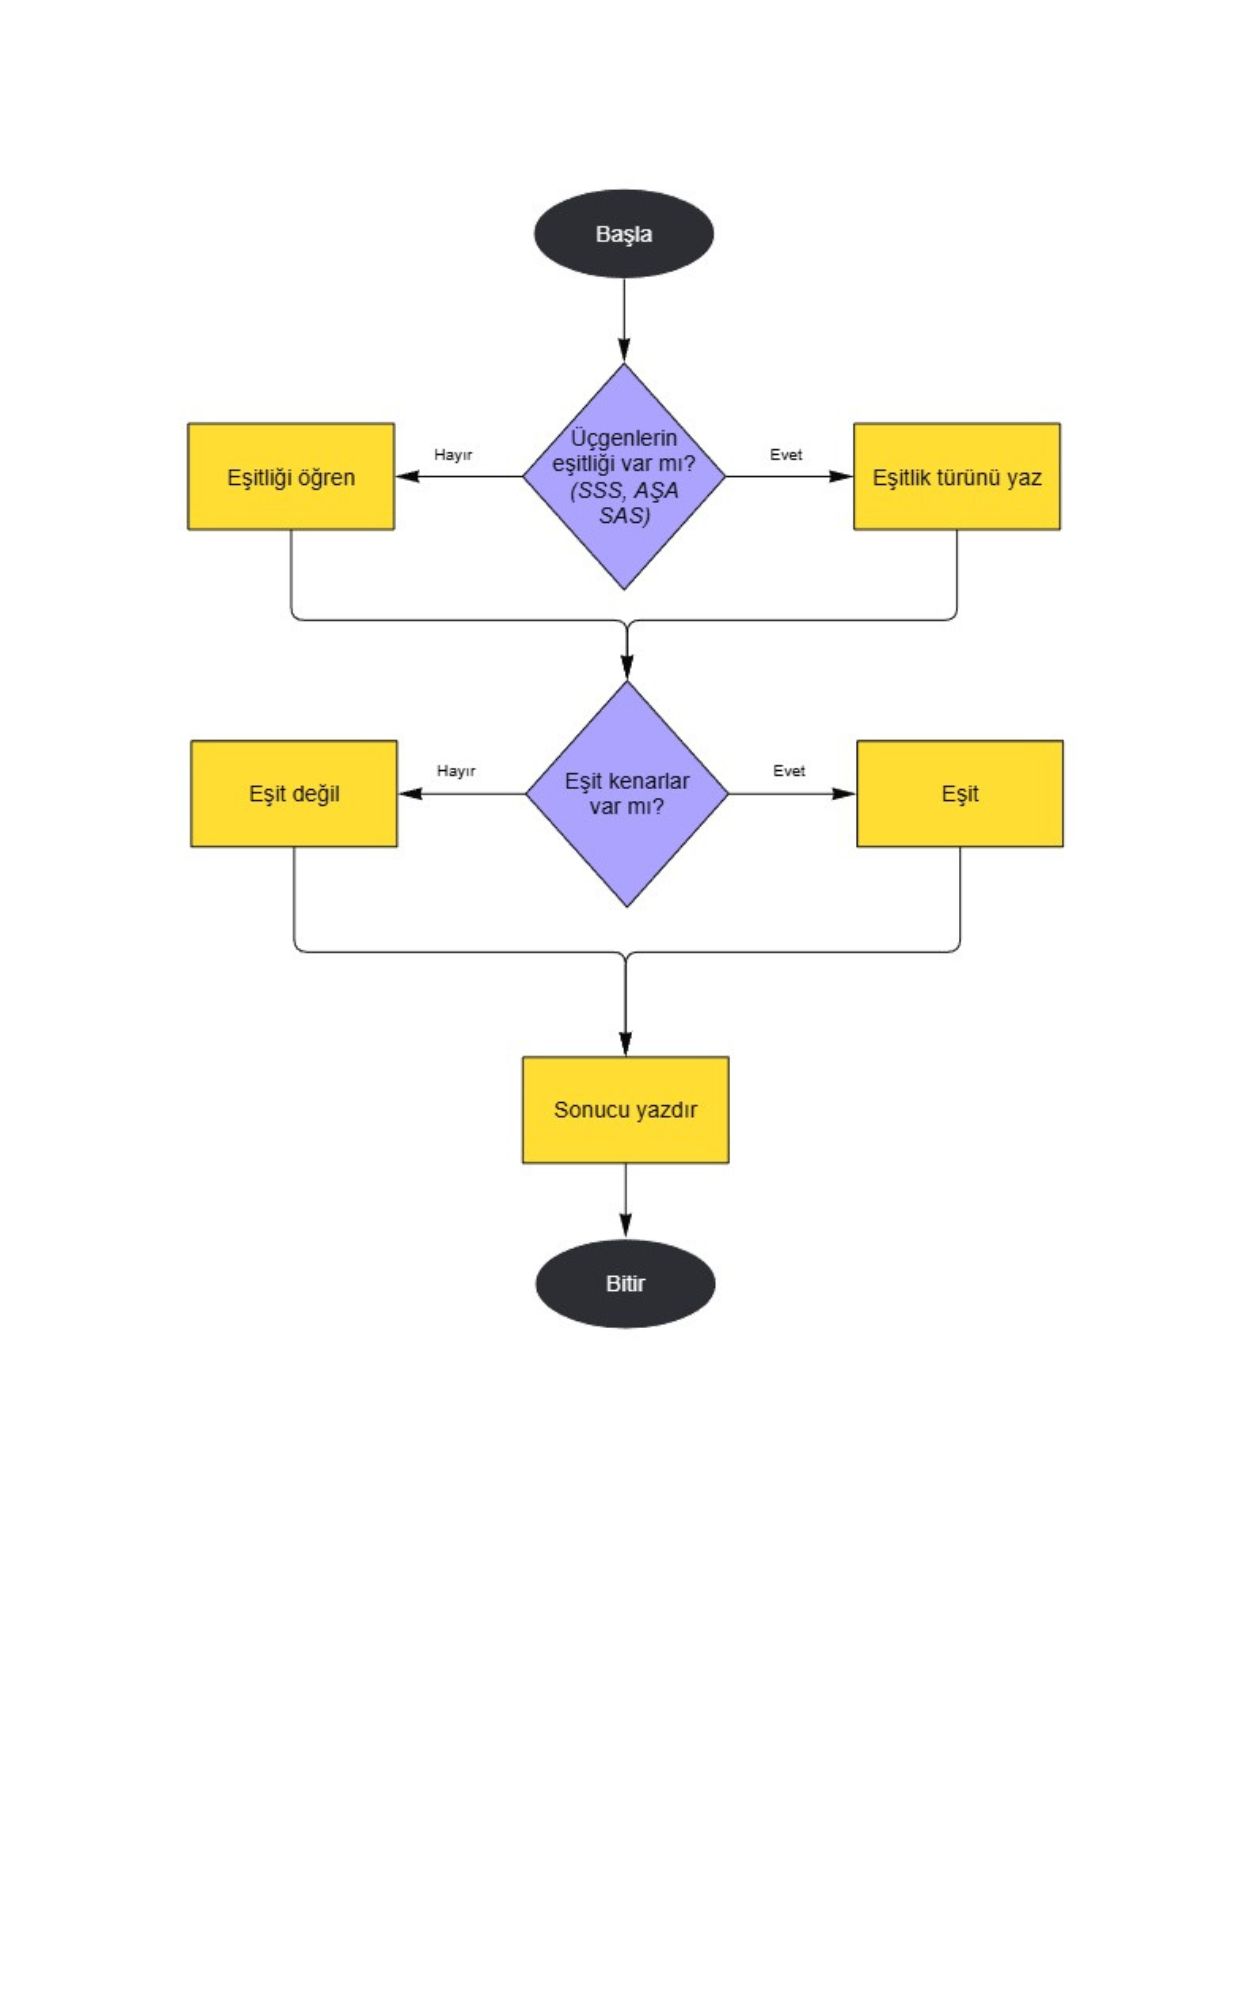 Başla
Üçgenlerin
eşitliği var mı?
(SSS, AŞA
SAS)
Hayır
Evet
Eşitliği öğren
Eşitlik türünü yaz
Eşit kenarlar
var mı?
Hayır
Evet
Eşit değil
Eşit
Sonucu yazdır
Bitir